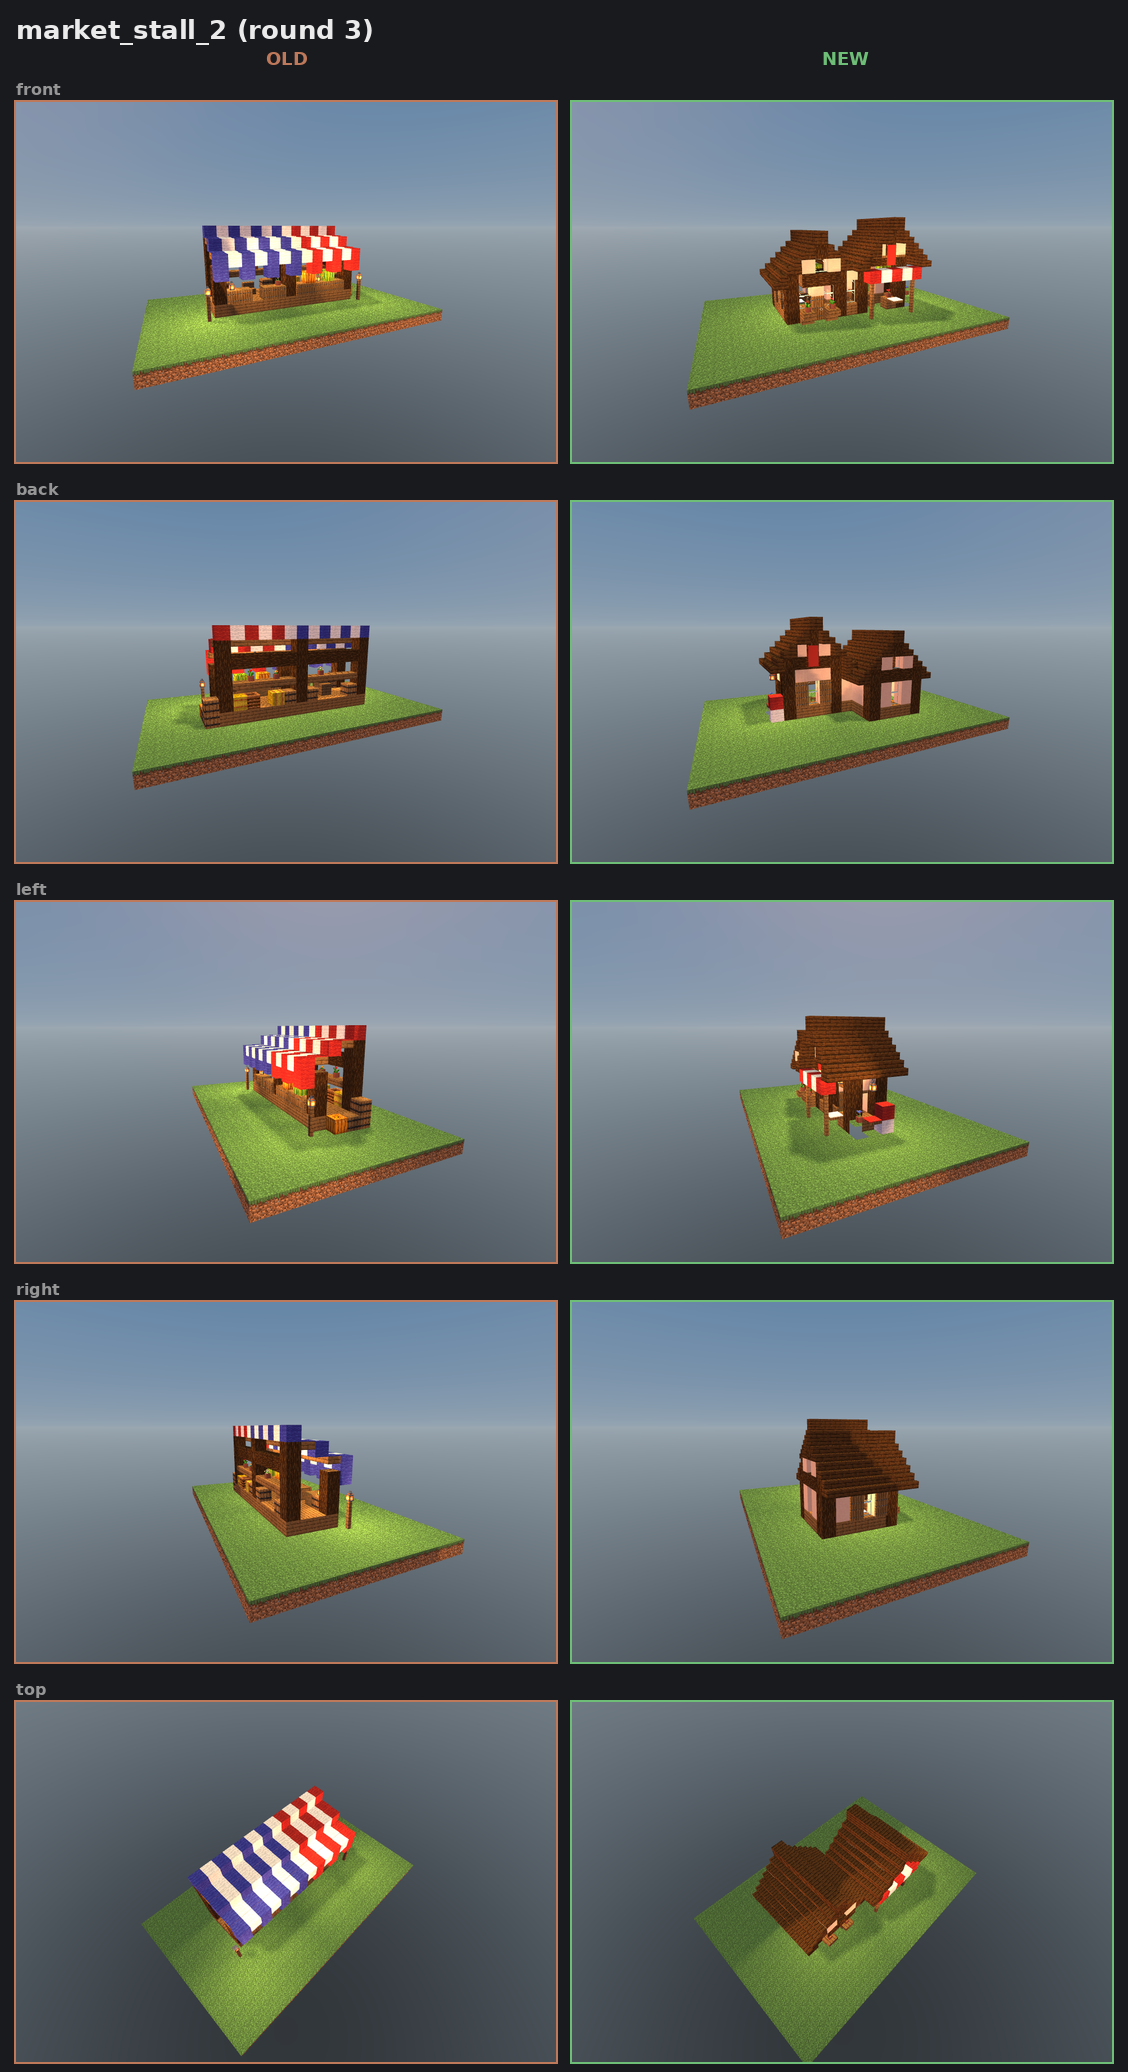 market_stall_2 (round 3)
OLD
NEW
front
back
left
right
top